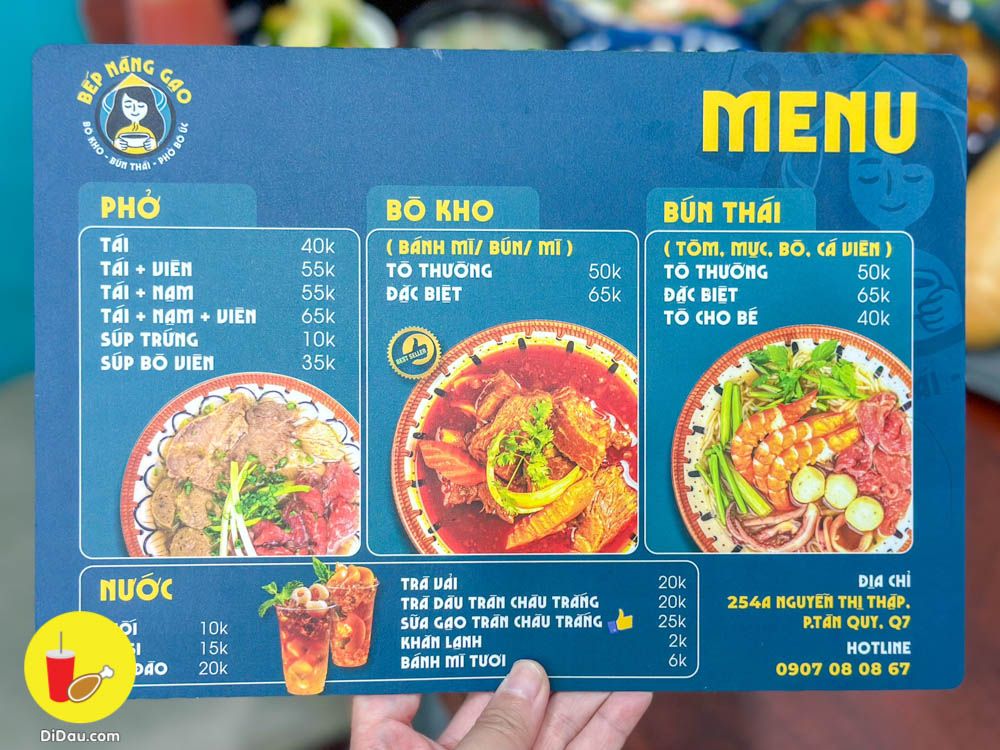 BẾP NÀNG GẠO
BÒ KHO - BÚN THÁI - PHỞ BÒ ÚC
MENU
PHỞ
TÁI 40k
TÁI + VIÊN 55k
TÁI + NẠM 55k
TÁI + NẠM + VIÊN 65k
SÚP TRỨNG 10k
SÚP BÒ VIÊN 35k
BÒ KHO
( BÁNH MÌ/ BÚN/ MÌ )
TÔ THƯỜNG 50k
ĐẶC BIỆT 65k
BEST SELLER
BÚN THÁI
( TÔM, MỰC, BÒ, CÁ VIÊN )
TÔ THƯỜNG 50k
ĐẶC BIỆT 65k
TÔ CHO BÉ 40k
NƯỚC
10k
15k
ĐÀO 20k
TRÀ VẢI 20k
TRÀ DÂU TRÂN CHÂU TRẮNG 20k
SỮA GẠO TRÂN CHÂU TRẮNG 25k
KHĂN LẠNH 2k
BÁNH MÌ TƯƠI 6k
ĐỊA CHỈ
254A NGUYỄN THỊ THẬP,
P.TÂN QUY, Q7
HOTLINE
0907 08 08 67
DiDau.com